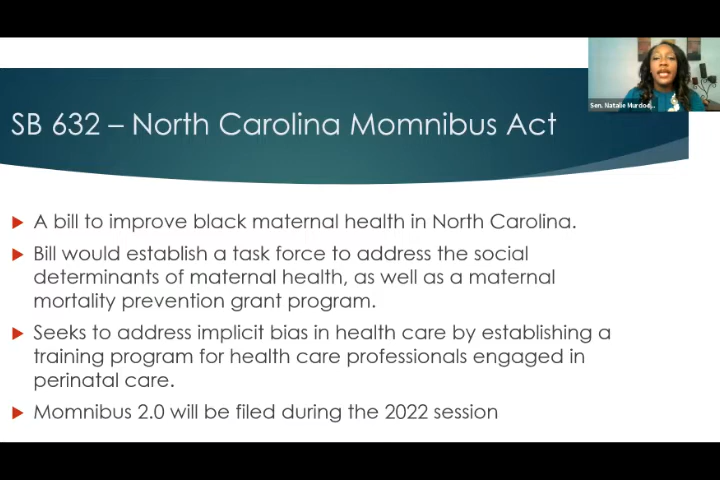 Sen. Natalie Murdoc...
SB 632 – North Carolina Momnibus Act
A bill to improve black maternal health in North Carolina.
Bill would establish a task force to address the social
determinants of maternal health, as well as a maternal
mortality prevention grant program.
Seeks to address implicit bias in health care by establishing a
training program for health care professionals engaged in
perinatal care.
Momnibus 2.0 will be filed during the 2022 session